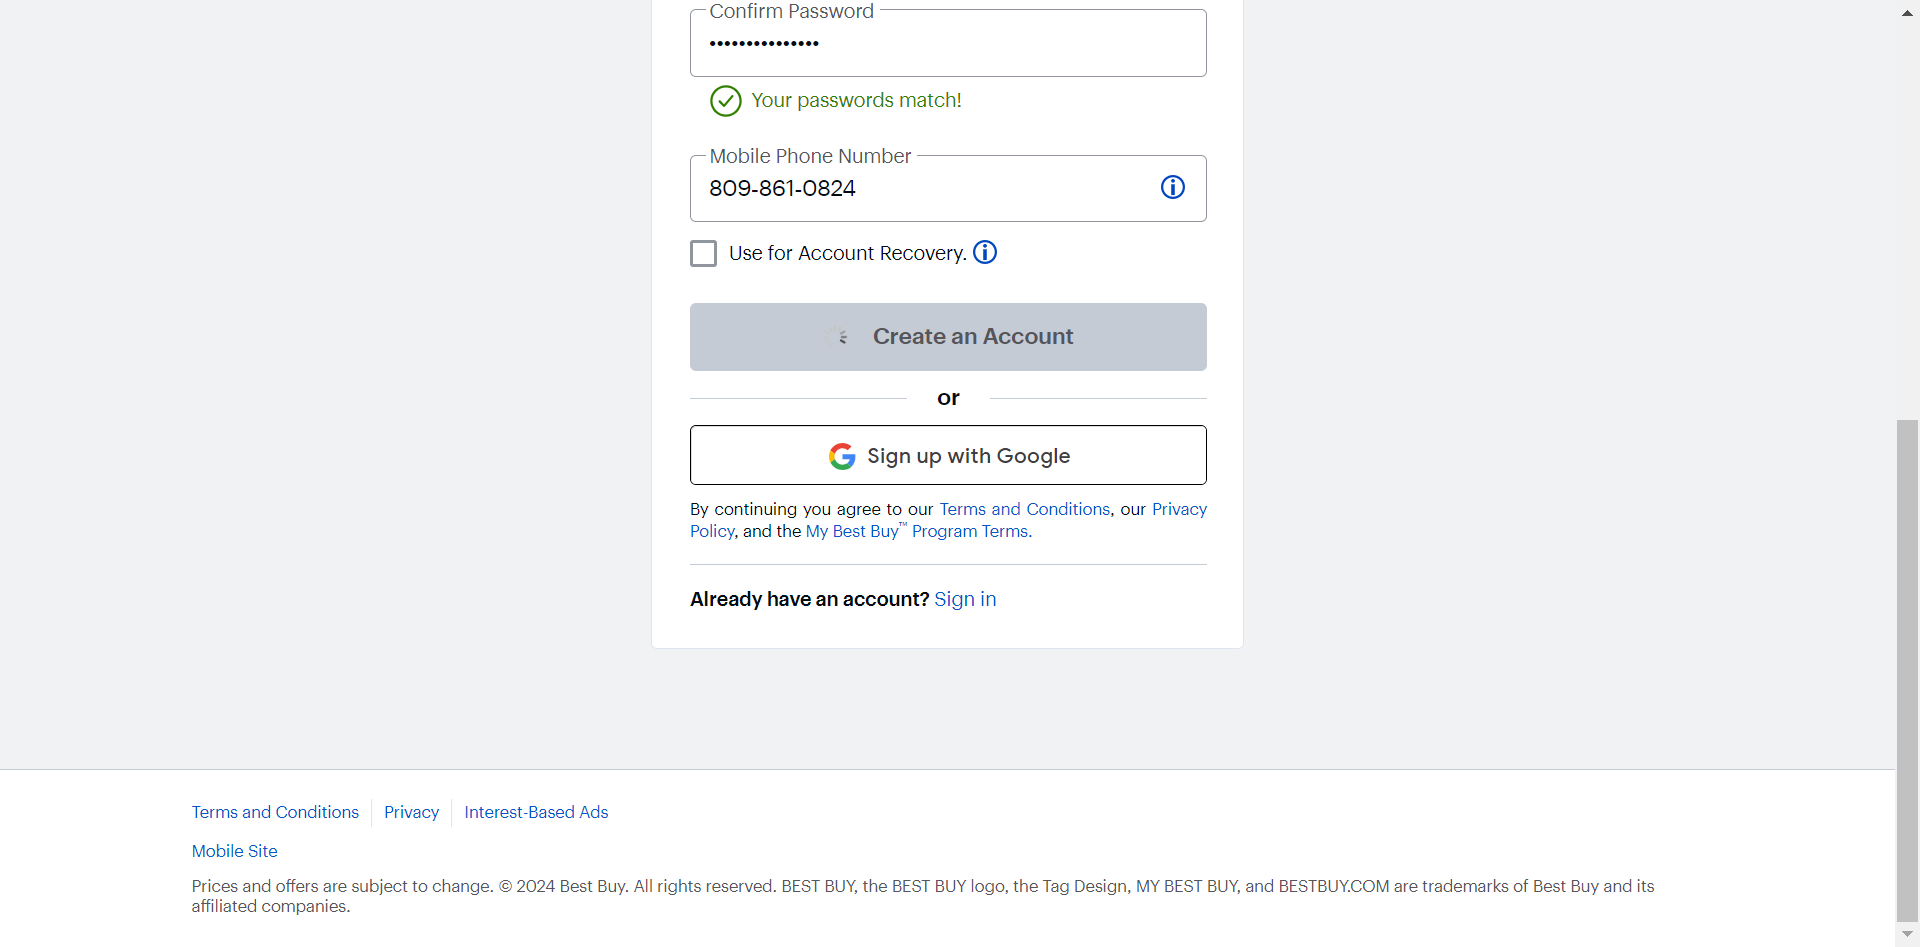 Confirm Password
•••••••••••••••
Your passwords match!
Mobile Phone Number
809-861-0824
Use for Account Recovery.
Create an Account
or
Sign up with Google
By continuing you agree to our Terms and Conditions, our Privacy
Policy, and the My Best Buy™ Program Terms.
Already have an account? Sign in
Terms and Conditions
Privacy
Interest-Based Ads
Mobile Site
Prices and offers are subject to change. © 2024 Best Buy. All rights reserved. BEST BUY, the BEST BUY logo, the Tag Design, MY BEST BUY, and BESTBUY.COM are trademarks of Best Buy and its
affiliated companies.